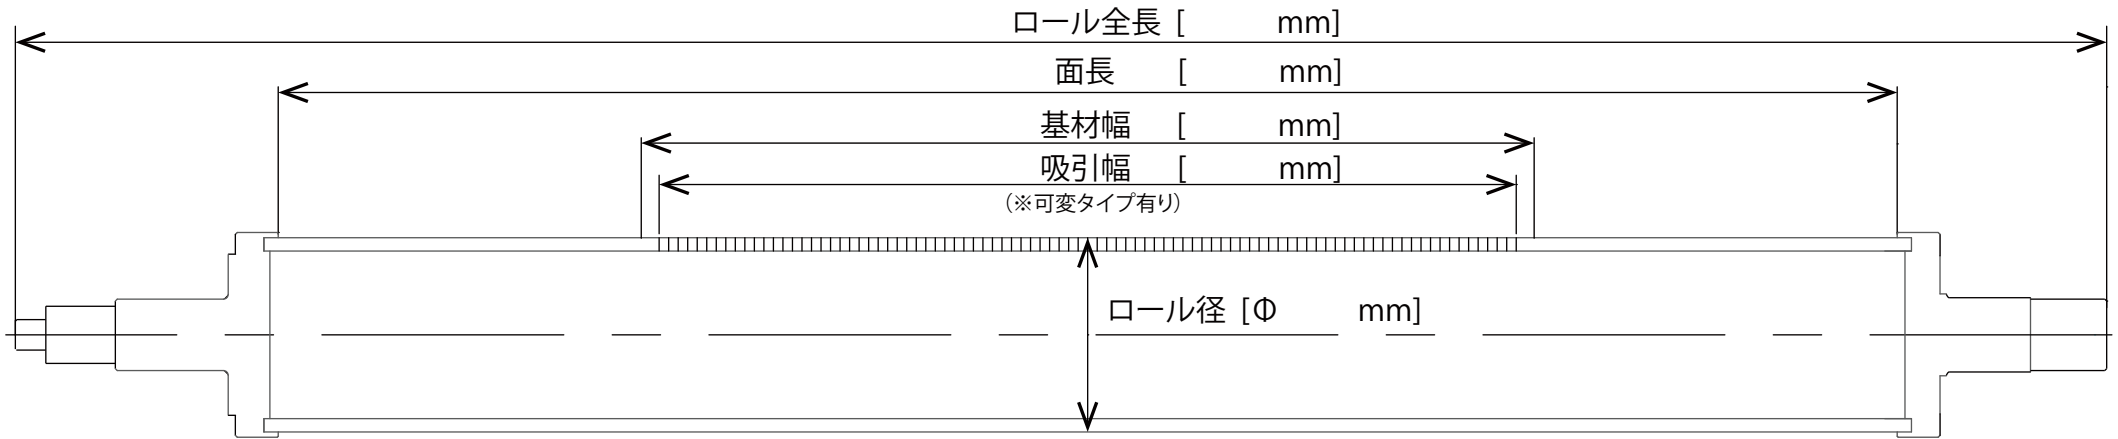 ロール全長 [ mm]
面長 [ mm]
基材幅 [ mm]
吸引幅 [ mm]
(※可変タイプ有り)
ロール径 [Φ mm]